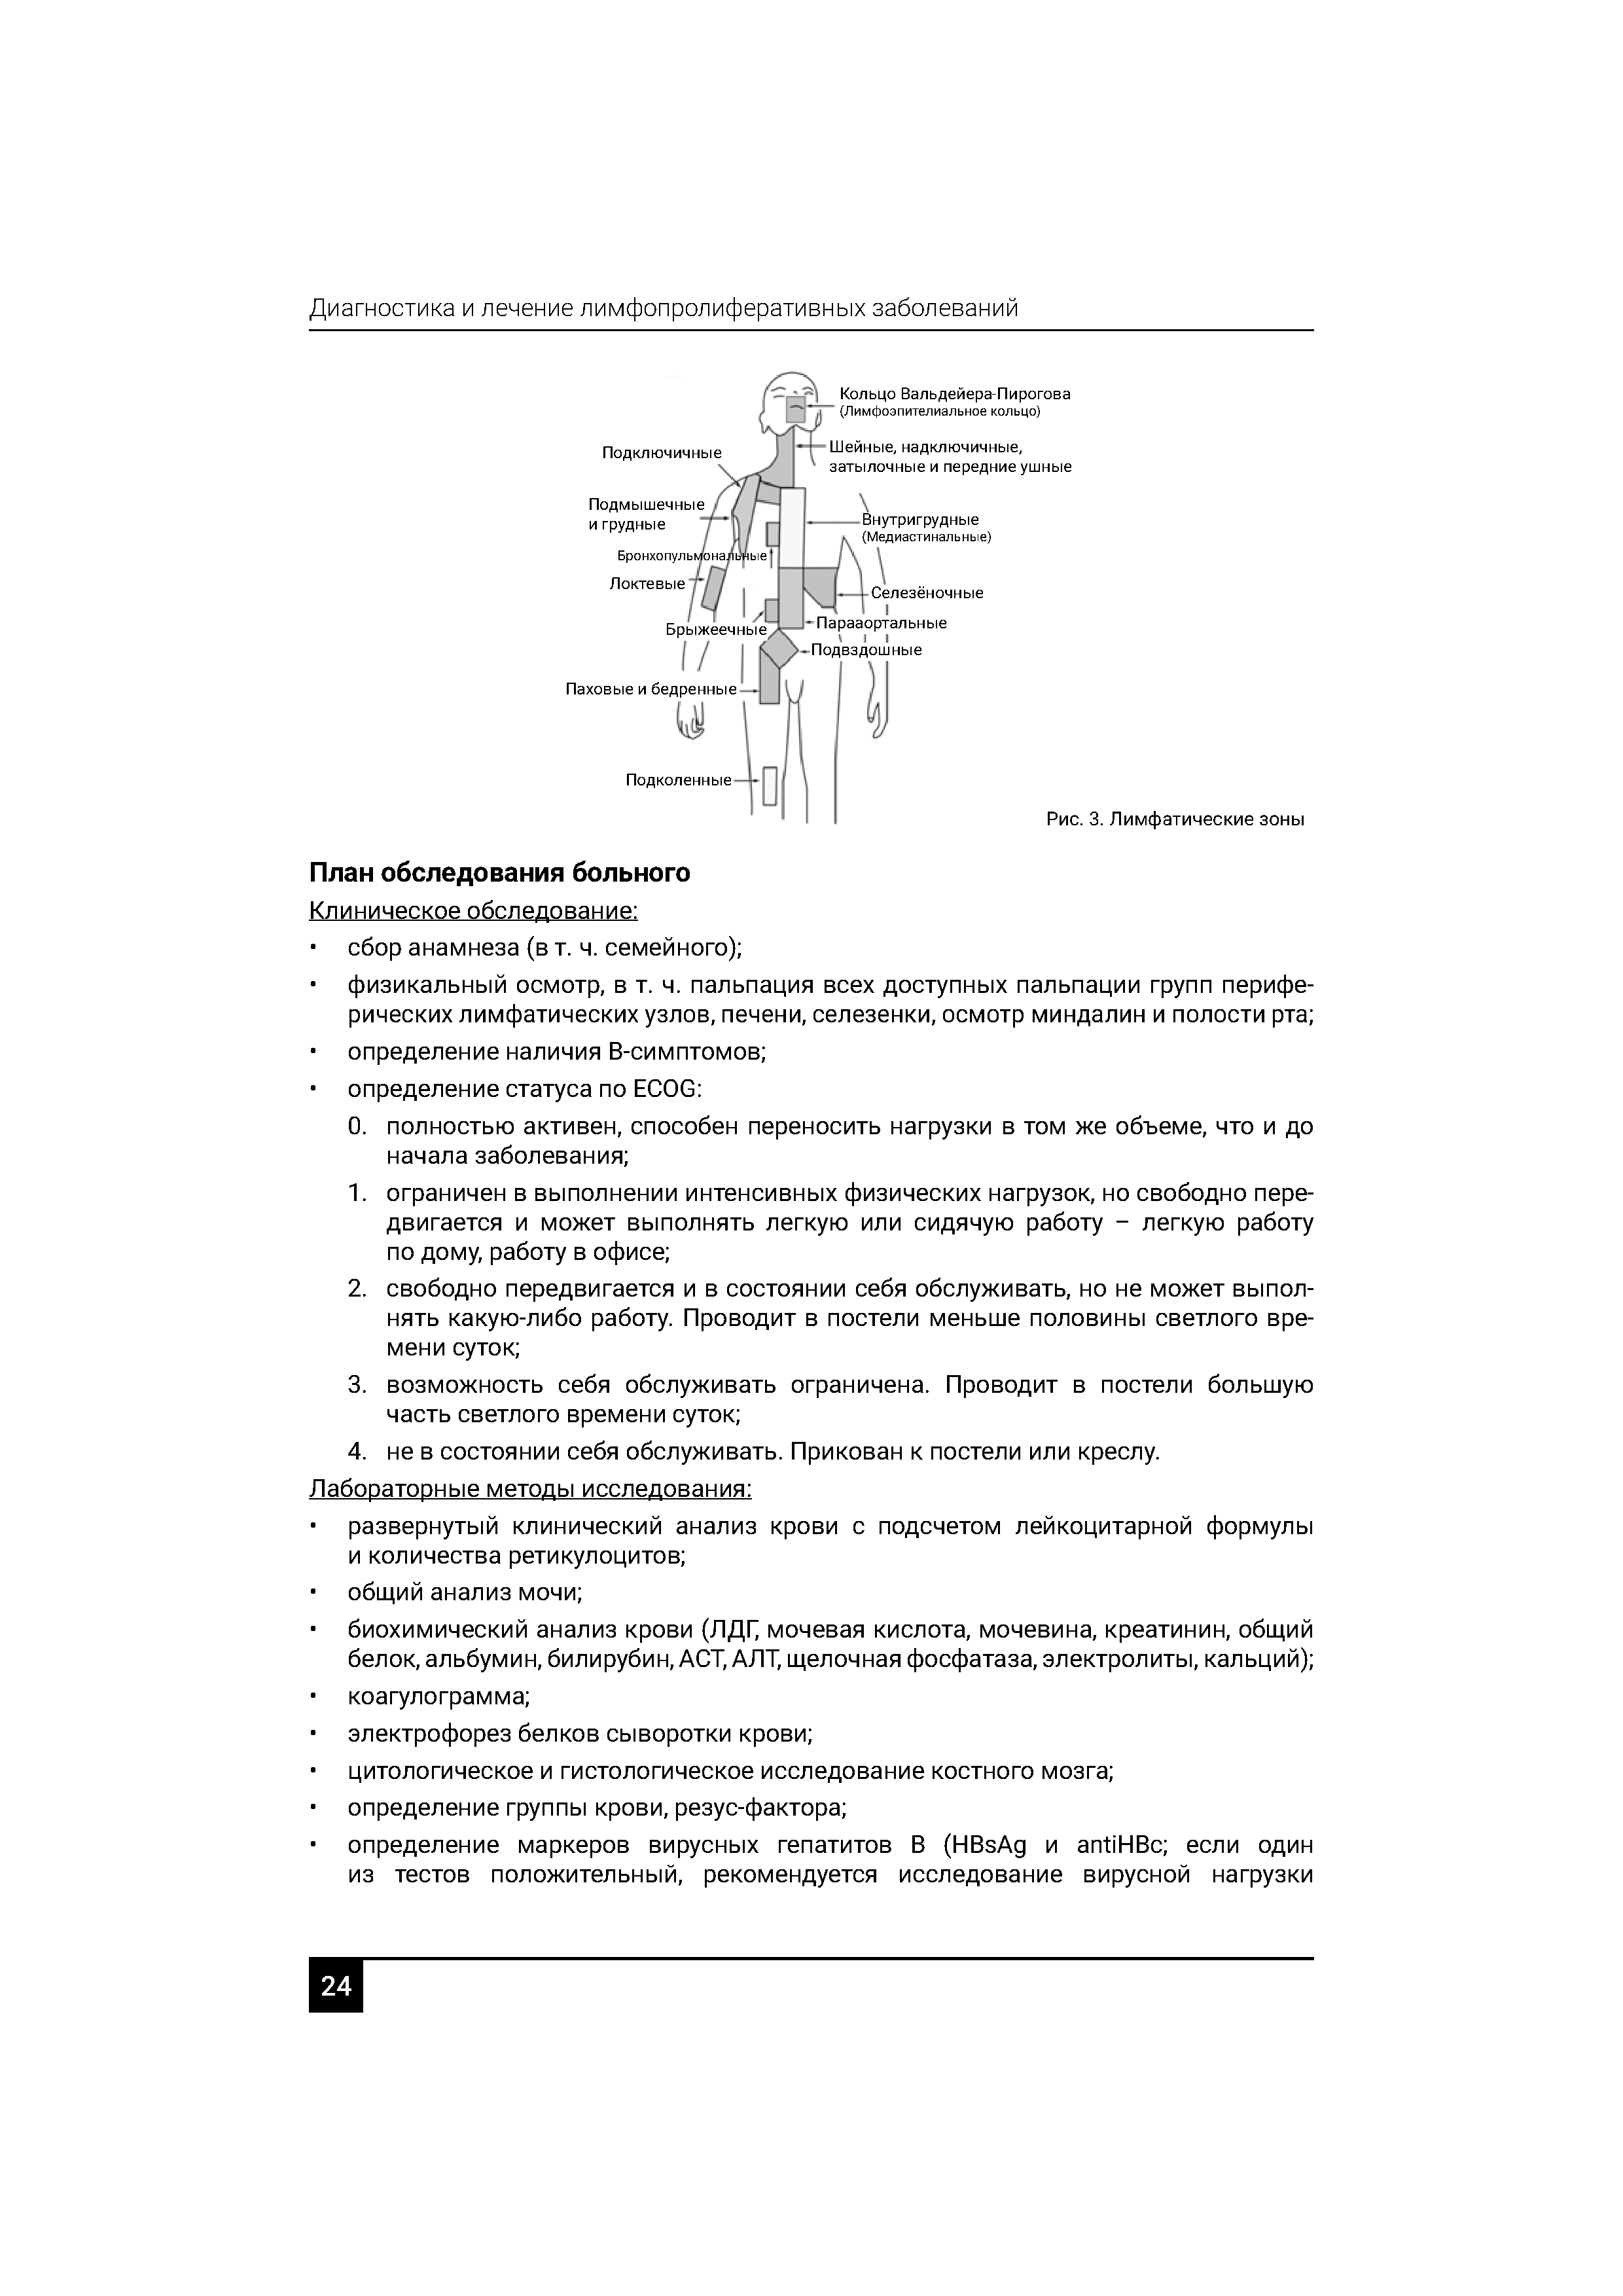 Диагностика и лечение лимфопролиферативных заболеваний
Кольцо Вальдейера-Пирогова
(Лимфоэпителиальное кольцо)
Шейные, надключичные,
затылочные и передние ушные
Подключичные
Подмышечные
и грудные
Внутригрудные
(Медиастинальные)
Бронхопульмональные
Локтевые
Селезёночные
Брыжеечные
Парааортальные
Подвздошные
Паховые и бедренные
Подколенные
Рис. 3. Лимфатические зоны
План обследования больного
Клиническое обследование:
• сбор анамнеза (в т. ч. семейного);
• физикальный осмотр, в т. ч. пальпация всех доступных пальпации групп перифе-
рических лимфатических узлов, печени, селезенки, осмотр миндалин и полости рта;
• определение наличия В-симптомов;
• определение статуса по ECOG:
0. полностью активен, способен переносить нагрузки в том же объеме, что и до
начала заболевания;
1. ограничен в выполнении интенсивных физических нагрузок, но свободно пере-
двигается и может выполнять легкую или сидячую работу – легкую работу
по дому, работу в офисе;
2. свободно передвигается и в состоянии себя обслуживать, но не может выпол-
нять какую-либо работу. Проводит в постели меньше половины светлого вре-
мени суток;
3. возможность себя обслуживать ограничена. Проводит в постели большую
часть светлого времени суток;
4. не в состоянии себя обслуживать. Прикован к постели или креслу.
Лабораторные методы исследования:
• развернутый клинический анализ крови с подсчетом лейкоцитарной формулы
и количества ретикулоцитов;
• общий анализ мочи;
• биохимический анализ крови (ЛДГ, мочевая кислота, мочевина, креатинин, общий
белок, альбумин, билирубин, АСТ, АЛТ, щелочная фосфатаза, электролиты, кальций);
• коагулограмма;
• электрофорез белков сыворотки крови;
• цитологическое и гистологическое исследование костного мозга;
• определение группы крови, резус-фактора;
• определение маркеров вирусных гепатитов В (HBsAg и antiHBc; если один
из тестов положительный, рекомендуется исследование вирусной нагрузки
24